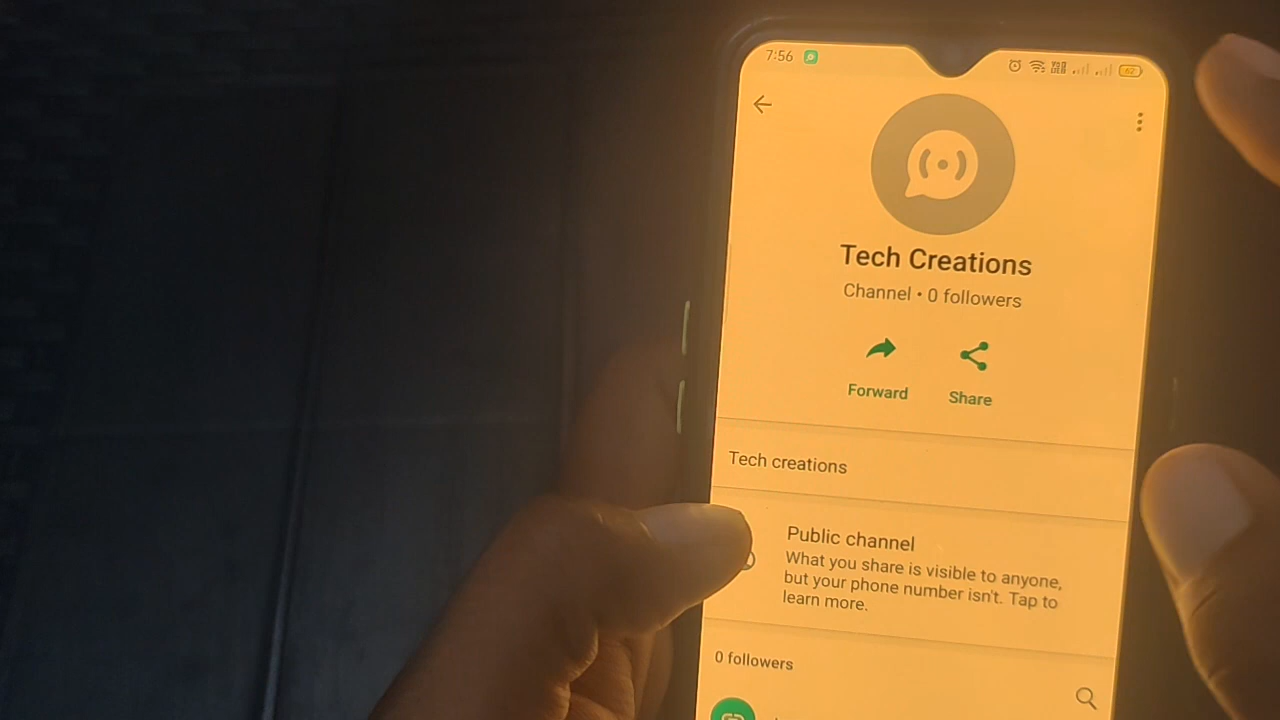 7:56
62
Tech Creations
Channel • 0 followers
Forward
Share
Tech creations
Public channel
What you share is visible to anyone,
but your phone number isn't. Tap to
learn more.
0 followers